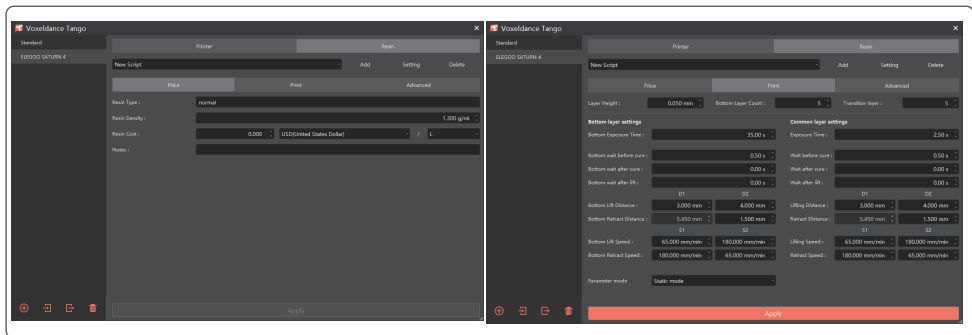 Voxeldance Tango
Standard
ELEGOO SATURN 4
Printer Resin
New Script Add Setting Delete
Price Print Advanced
Resin Type : normal
Resin Density : 1.300 g/ml
Resin Cost : 0.000 USD(United States Dollar) / L
Notes :
Apply
Voxeldance Tango
Standard
ELEGOO SATURN 4
Printer Resin
New Script Add Setting Delete
Price Print Advanced
Layer Height : 0.050 mm Bottom Layer Count : 5 Transition layer : 5
Bottom layer settings Common layer settings
Bottom Exposure Time : 35.00 s Exposure Time : 2.50 s
Bottom wait before cure : 0.50 s Wait before cure : 0.50 s
Bottom wait after cure : 0.00 s Wait after cure : 0.00 s
Bottom wait after lift : 0.00 s Wait after lift : 0.00 s
D1 D2 D1 D2
Bottom Lift Distance : 3.000 mm 4.000 mm Lifting Distance : 3.000 mm 4.000 mm
Bottom Retract Distance : 5.450 mm 1.500 mm Retract Distance : 5.450 mm 1.500 mm
S1 S2 S1 S2
Bottom Lift Speed : 65.000 mm/min 180.000 mm/min Lifting Speed : 65.000 mm/min 180.000 mm/min
Bottom Retract Speed : 180.000 mm/min 65.000 mm/min Retract Speed : 180.000 mm/min 65.000 mm/min
Parameter mode Static mode
Apply